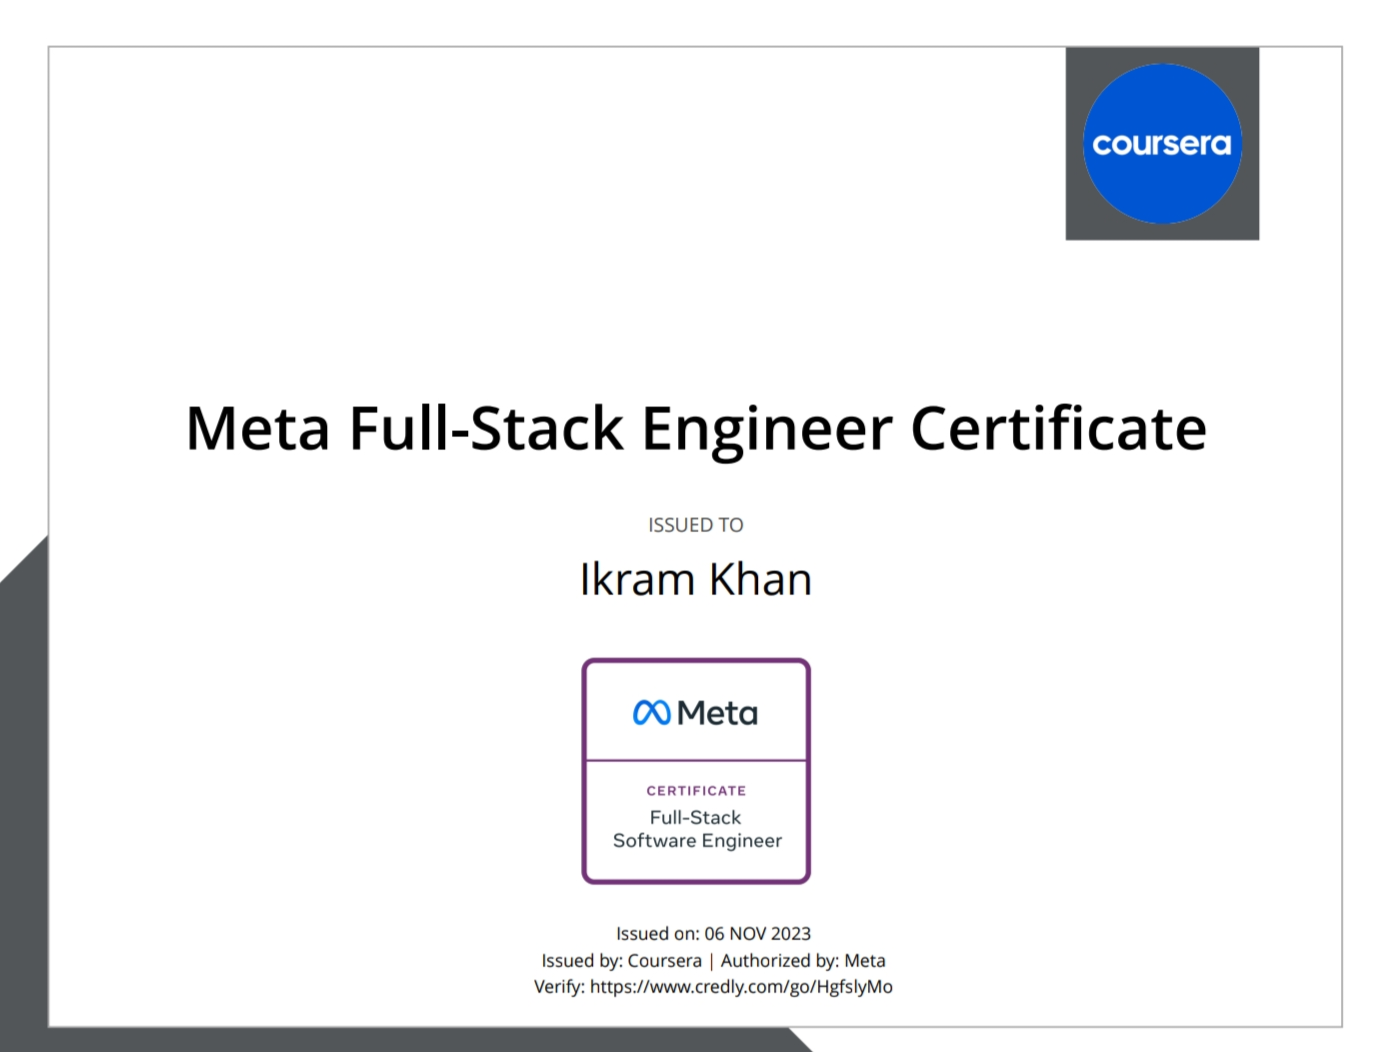 coursera
Meta Full-Stack Engineer Certificate
ISSUED TO
Ikram Khan
Meta
CERTIFICATE
Full-Stack
Software Engineer
Issued on: 06 NOV 2023
Issued by: Coursera | Authorized by: Meta
Verify: https://www.credly.com/go/HgfslyMo